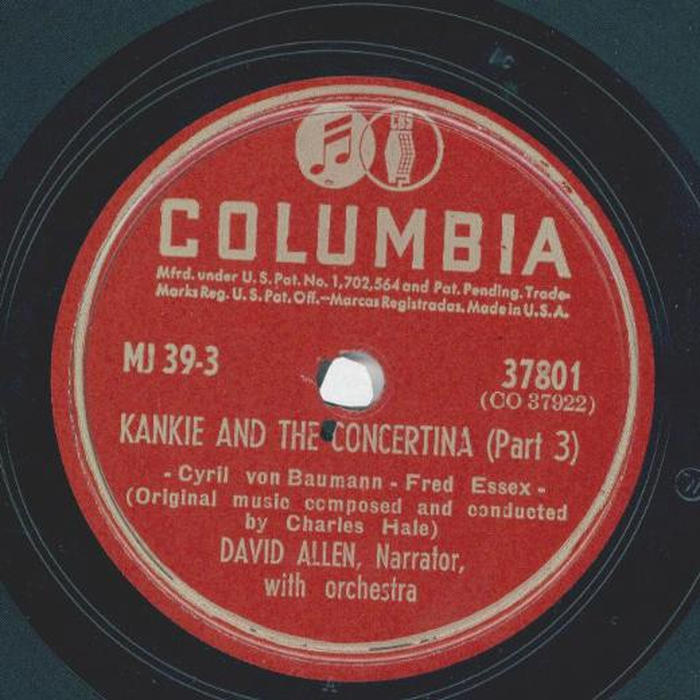 CBS
COLUMBIA
Mfrd. under U.S. Pat. No. 1,702,564 and Pat. Pending. Trade-
Marks Reg. U.S. Pat. Off.—Marcas Registradas. Made in U.S.A.
MJ 39-3
37801
(CO 37922)
KANKIE AND THE CONCERTINA (Part 3)
- Cyril von Baumann - Fred Essex -
(Original music composed and conducted
by Charles Hale)
DAVID ALLEN, Narrator,
with orchestra